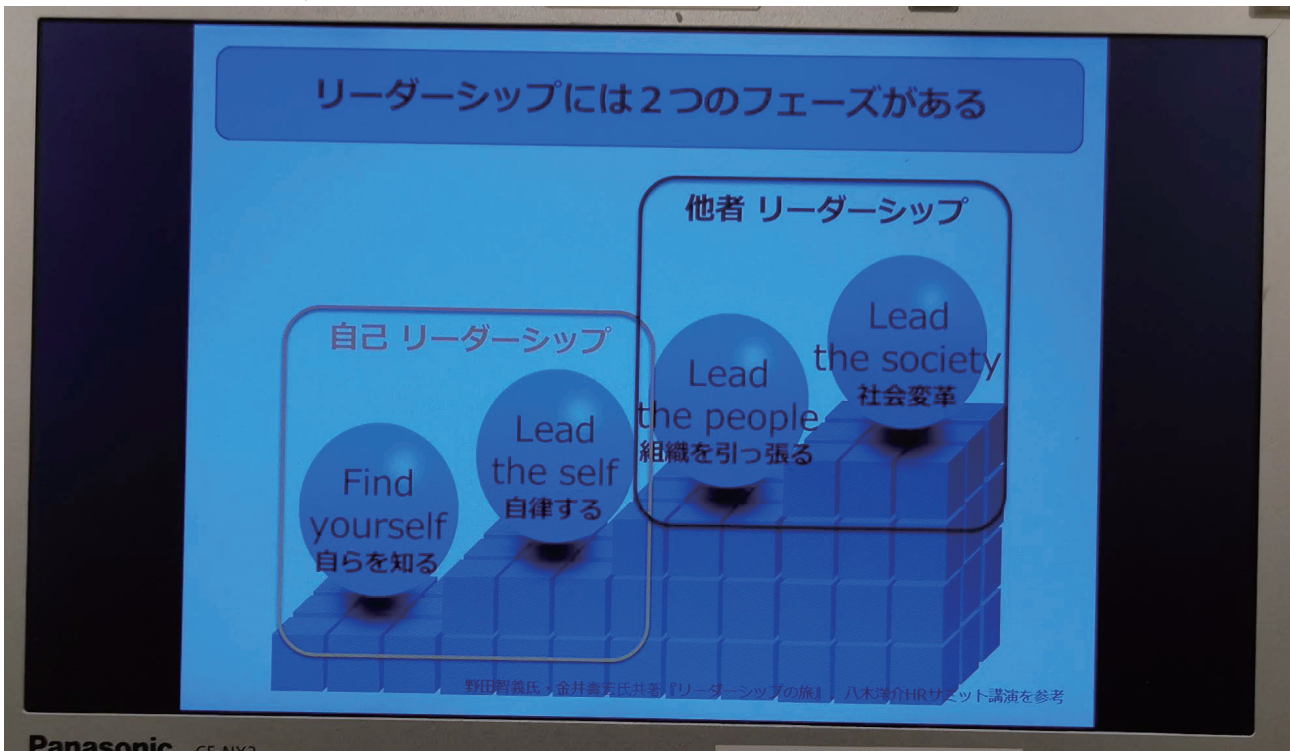 リーダーシップには２つのフェーズがある
他者 リーダーシップ
自己 リーダーシップ
Lead
the society
社会変革
Lead
the people
組織を引っ張る
Lead
the self
自律する
Find
yourself
自らを知る
野田智義氏・金井壽宏氏共著『リーダーシップの旅』，八木洋介HRサミット講演を参考
Panasonic CF-NX2